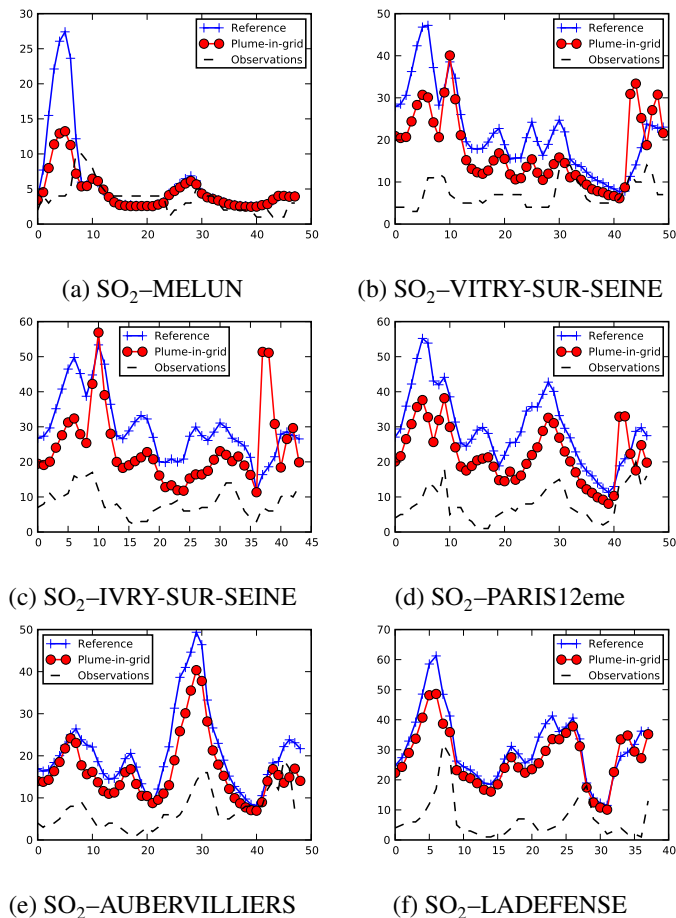 30
25
20
15
10
5
0
0 10 20 30 40 50
Reference
Plume-in-grid
Observations
(a) SO₂–MELUN
50
40
30
20
10
0
0 10 20 30 40 50
Reference
Plume-in-grid
Observations
(b) SO₂–VITRY-SUR-SEINE
60
50
40
30
20
10
0
0 5 10 15 20 25 30 35 40 45
Reference
Plume-in-grid
Observations
(c) SO₂–IVRY-SUR-SEINE
60
50
40
30
20
10
0
0 10 20 30 40 50
Reference
Plume-in-grid
Observations
(d) SO₂–PARIS12eme
50
40
30
20
10
0
0 10 20 30 40 50
Reference
Plume-in-grid
Observations
(e) SO₂–AUBERVILLIERS
70
60
50
40
30
20
10
0
0 5 10 15 20 25 30 35 40
Reference
Plume-in-grid
Observations
(f) SO₂–LADEFENSE